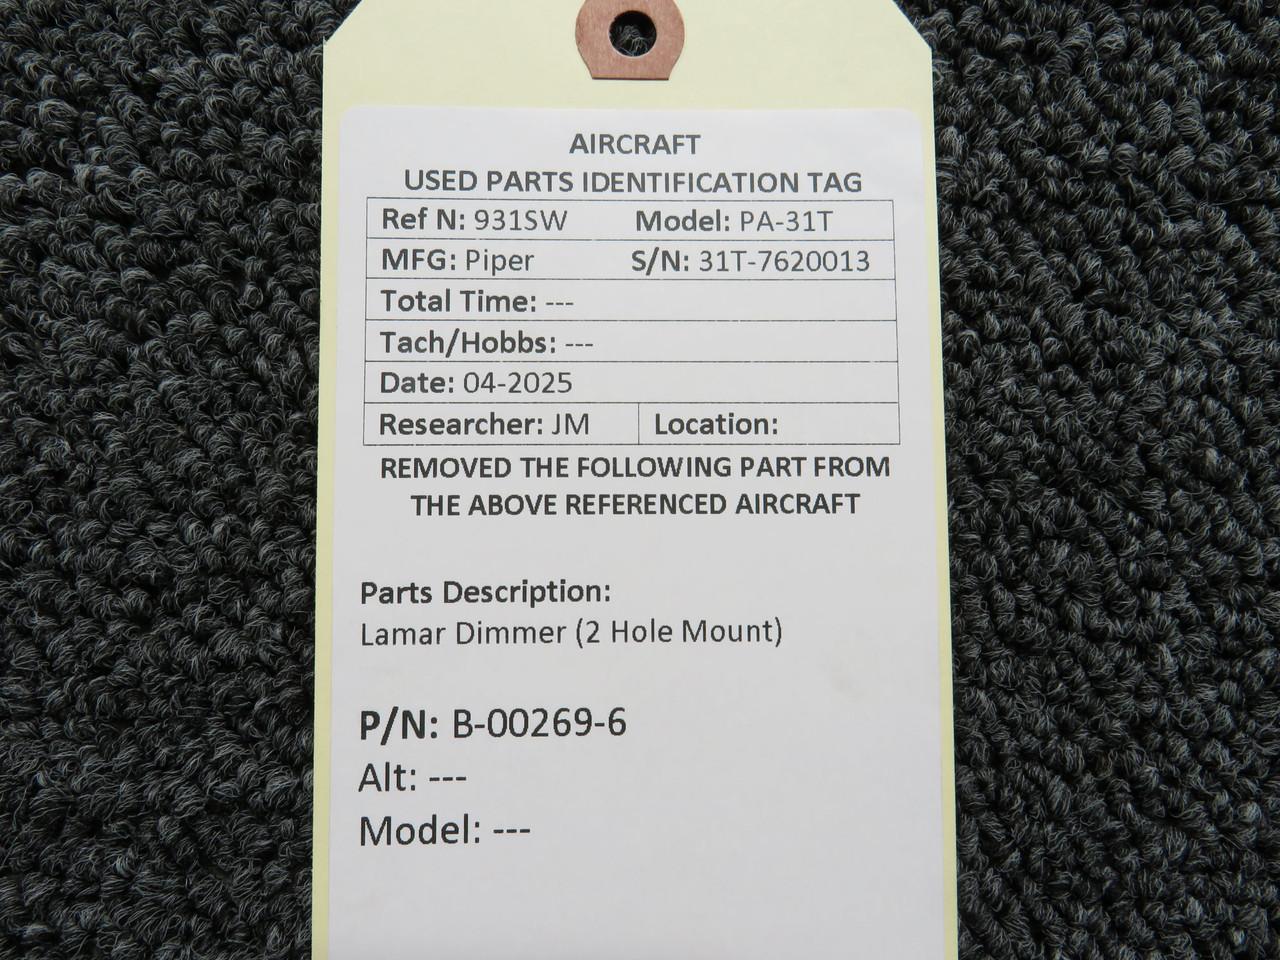 AIRCRAFT
USED PARTS IDENTIFICATION TAG
Ref N: 931SW Model: PA-31T
MFG: Piper S/N: 31T-7620013
Total Time: ---
Tach/Hobbs: ---
Date: 04-2025
Researcher: JM Location:
REMOVED THE FOLLOWING PART FROM
THE ABOVE REFERENCED AIRCRAFT
Parts Description:
Lamar Dimmer (2 Hole Mount)
P/N: B-00269-6
Alt: ---
Model: ---